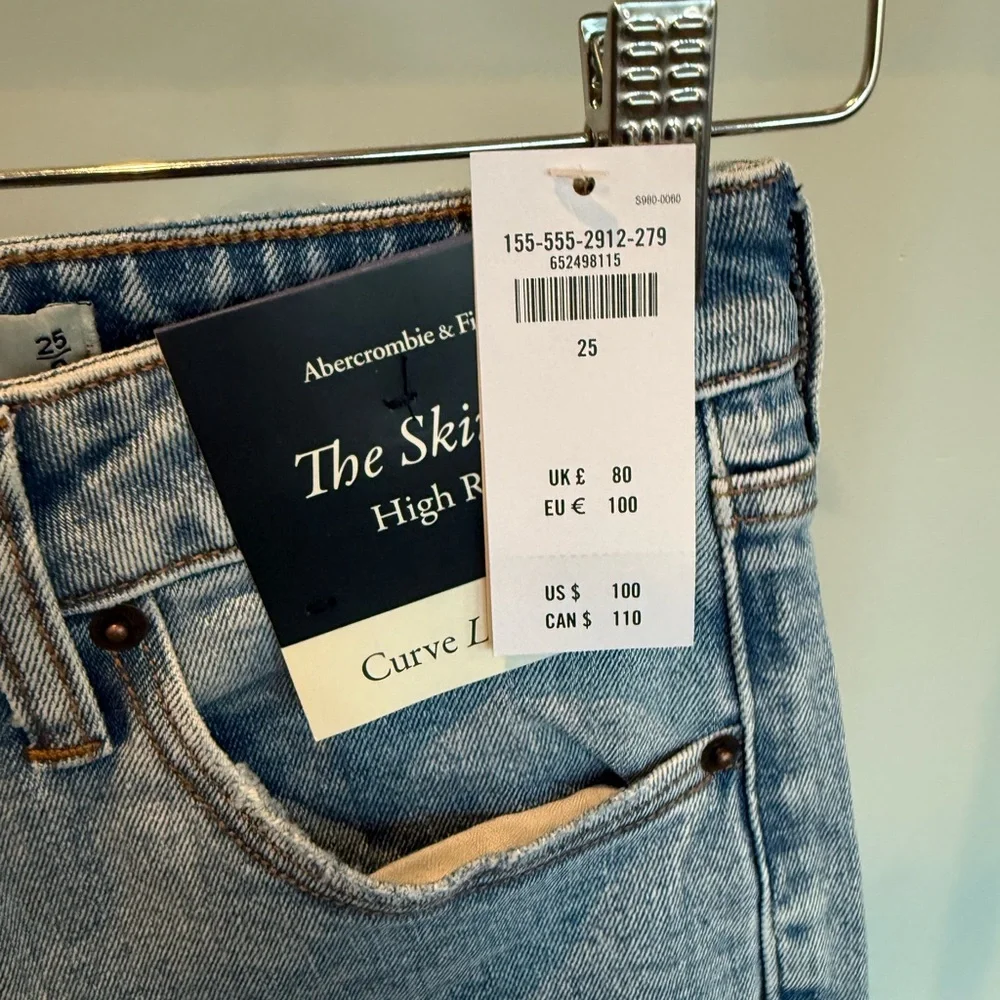 S980-0060
155-555-2912-279
652498115
25
UK £ 80
EU € 100
US $ 100
CAN $ 110
Abercrombie & Fi
The Ski
High R
Curve L
25